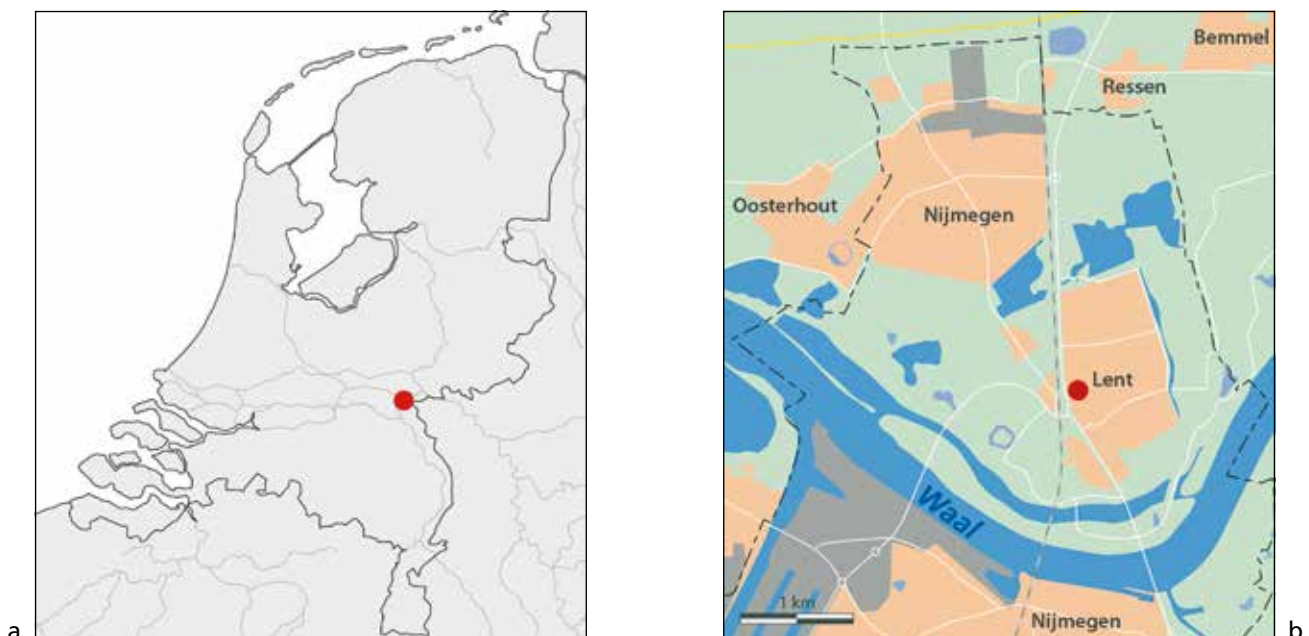 Bemmel
Ressen
Oosterhout
Nijmegen
Lent
Waal
1 km
Nijmegen
a
b